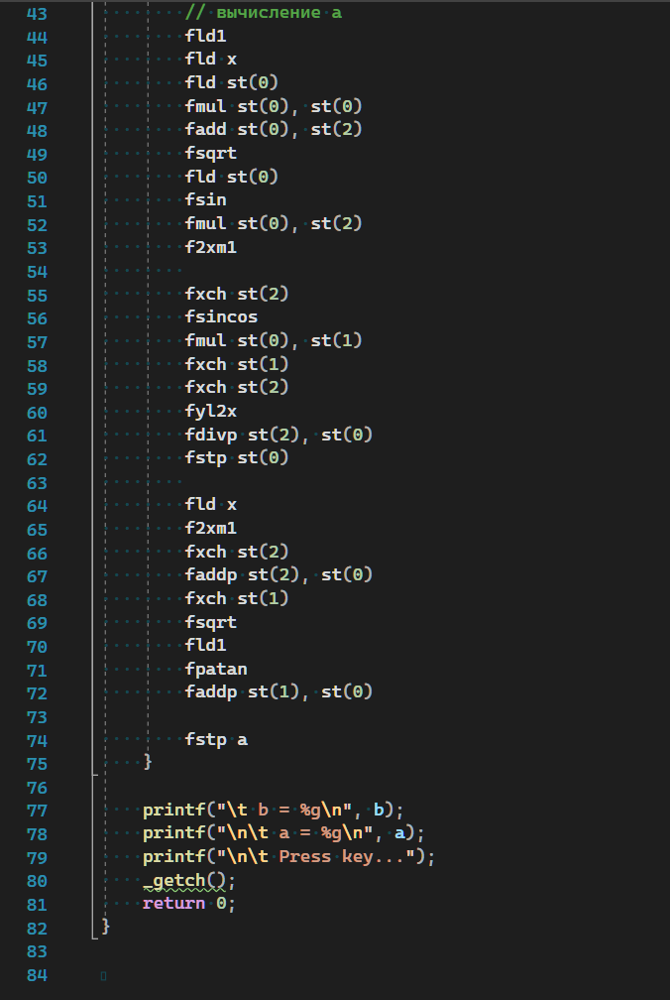 43 // вычисление a
44 fld1
45 fld x
46 fld st(0)
47 fmul st(0), st(0)
48 fadd st(0), st(2)
49 fsqrt
50 fld st(0)
51 fsin
52 fmul st(0), st(2)
53 f2xm1
54
55 fxch st(2)
56 fsincos
57 fmul st(0), st(1)
58 fxch st(1)
59 fxch st(2)
60 fyl2x
61 fdivp st(2), st(0)
62 fstp st(0)
63
64 fld x
65 f2xm1
66 fxch st(2)
67 faddp st(2), st(0)
68 fxch st(1)
69 fsqrt
70 fld1
71 fpatan
72 faddp st(1), st(0)
73
74 fstp a
75 }
76
77 printf("\t b = %g\n", b);
78 printf("\n\t a = %g\n", a);
79 printf("\n\t Press key...");
80 _getch();
81 return 0;
82 }
83
84